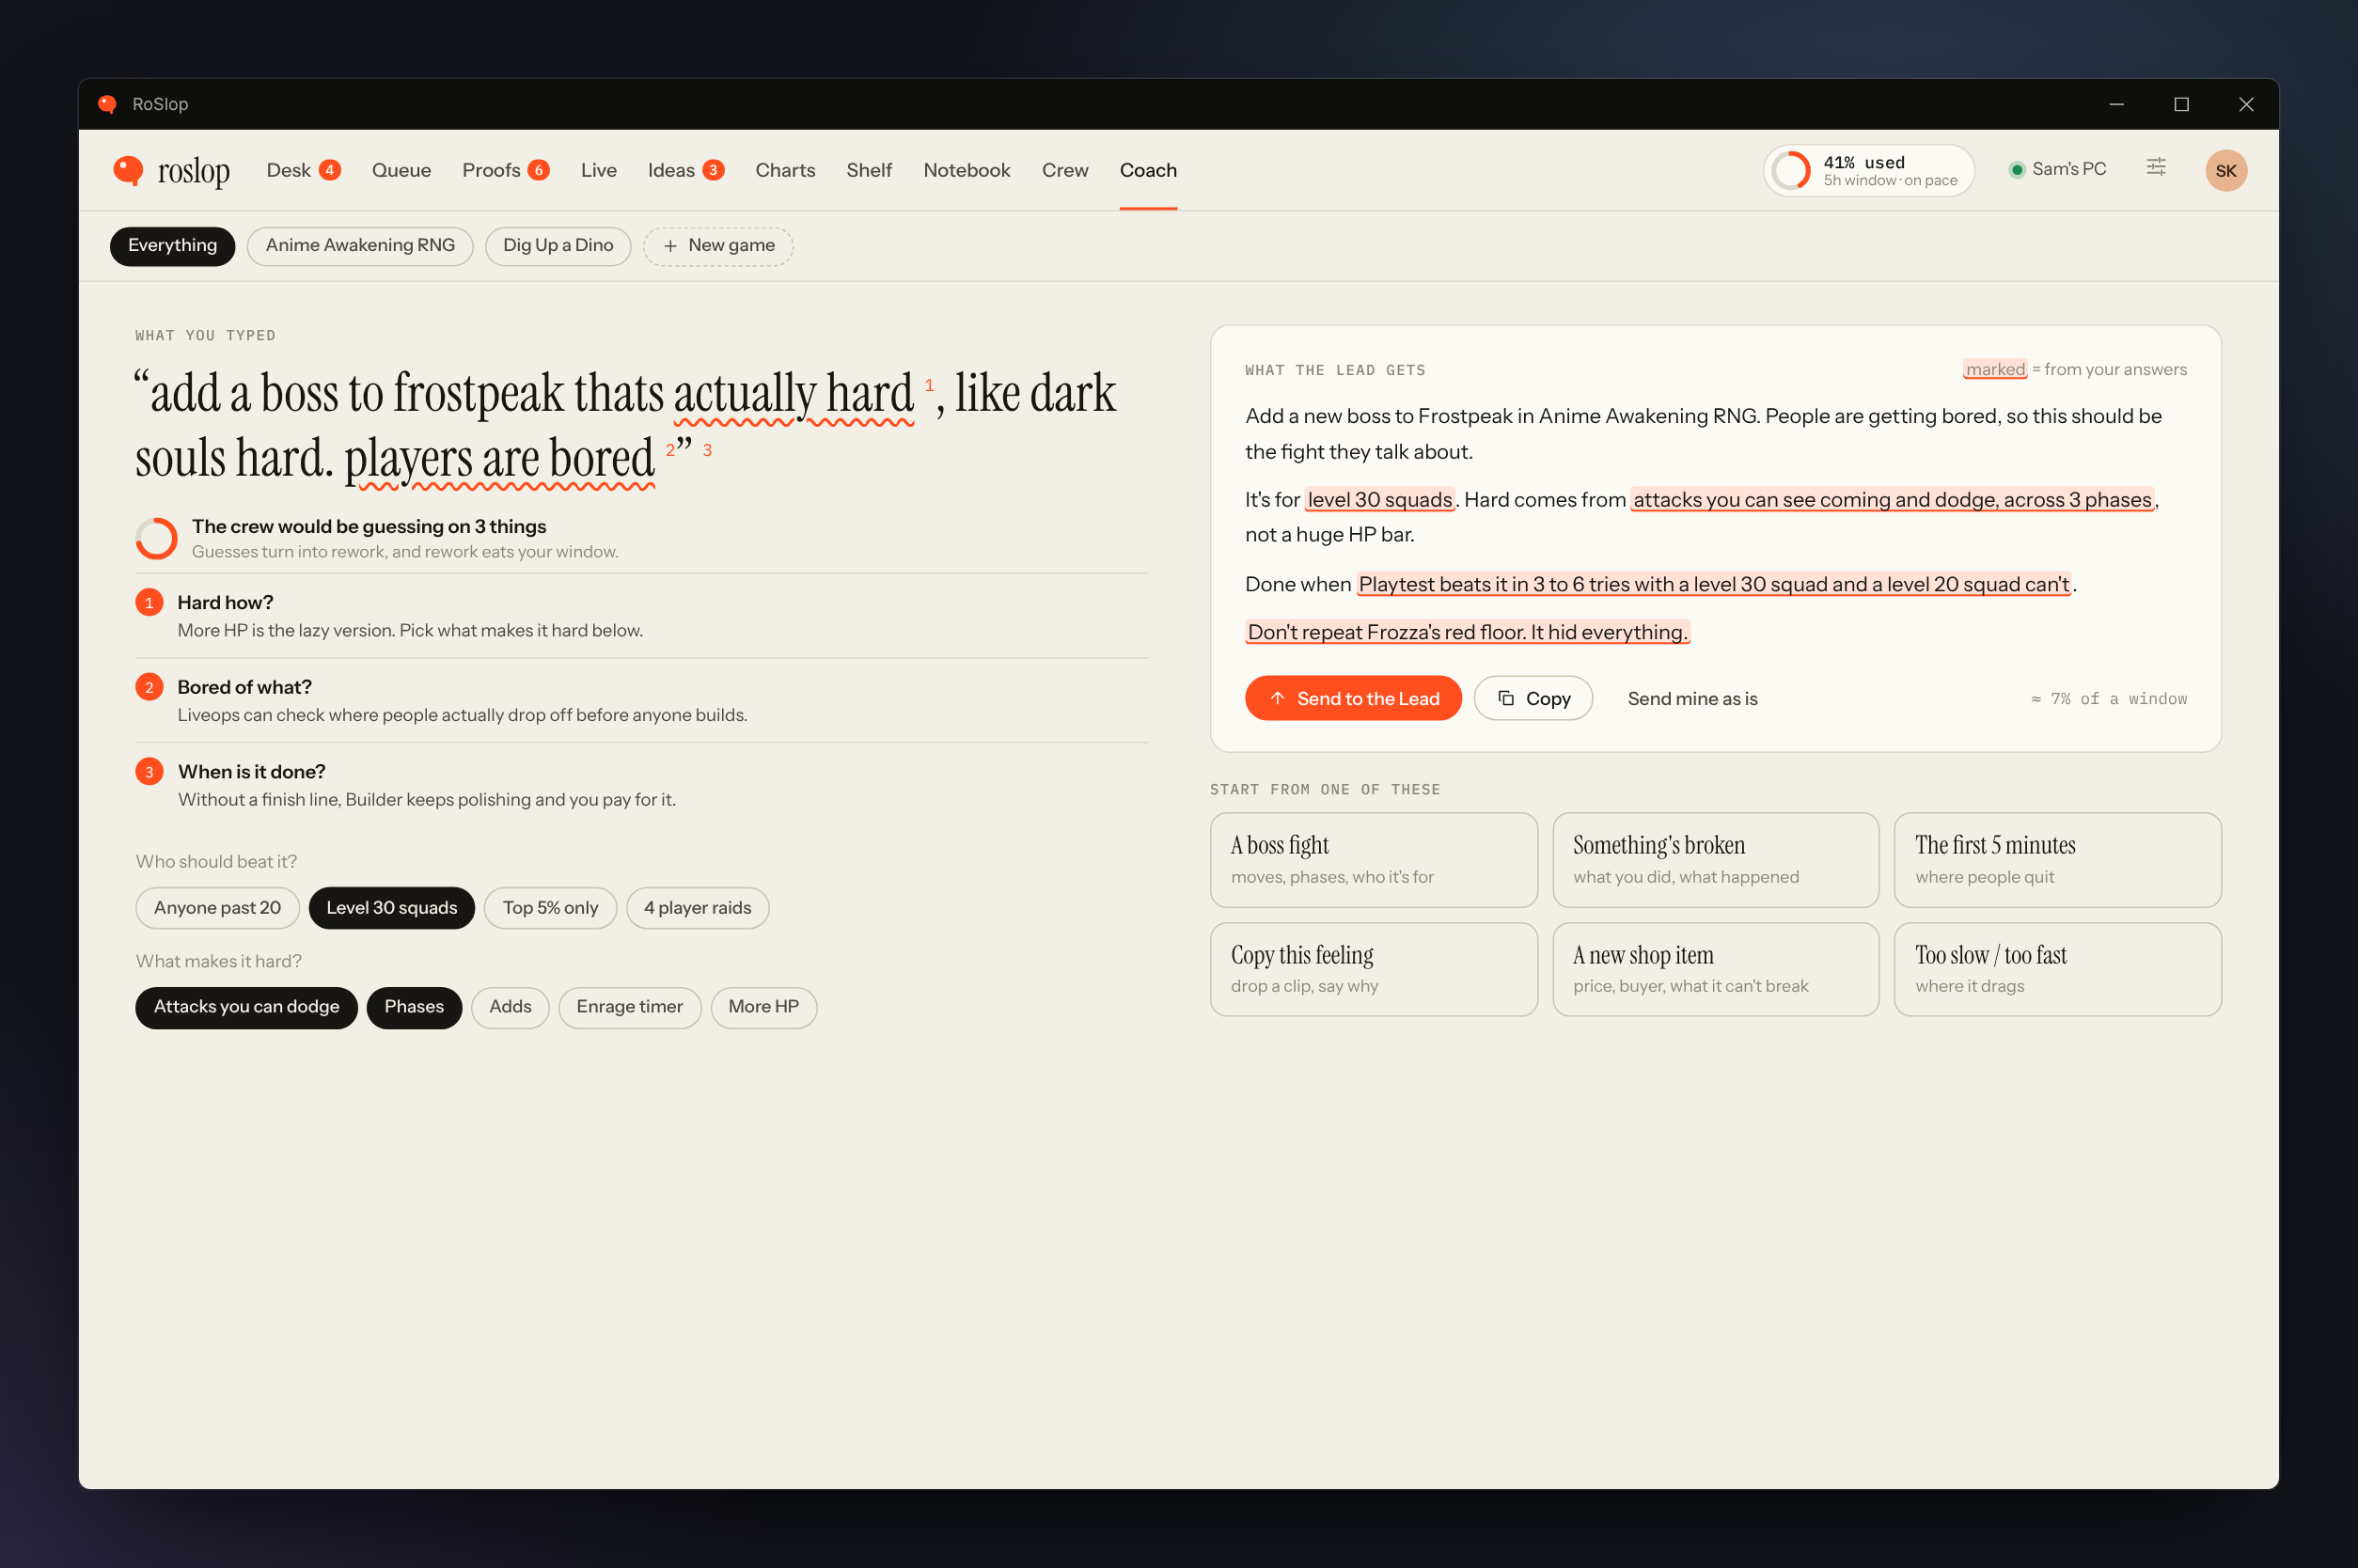 RoSlop
roslop
Desk 4
Queue
Proofs 6
Live
Ideas 3
Charts
Shelf
Notebook
Crew
Coach
41% used
5h window · on pace
Sam's PC
SK
Everything
Anime Awakening RNG
Dig Up a Dino
+ New game
WHAT YOU TYPED
“add a boss to frostpeak thats actually hard 1, like dark
souls hard. players are bored 2” 3
The crew would be guessing on 3 things
Guesses turn into rework, and rework eats your window.
1 Hard how?
More HP is the lazy version. Pick what makes it hard below.
2 Bored of what?
Liveops can check where people actually drop off before anyone builds.
3 When is it done?
Without a finish line, Builder keeps polishing and you pay for it.
Who should beat it?
Anyone past 20
Level 30 squads
Top 5% only
4 player raids
What makes it hard?
Attacks you can dodge
Phases
Adds
Enrage timer
More HP
WHAT THE LEAD GETS
marked = from your answers
Add a new boss to Frostpeak in Anime Awakening RNG. People are getting bored, so this should be
the fight they talk about.
It's for level 30 squads. Hard comes from attacks you can see coming and dodge, across 3 phases,
not a huge HP bar.
Done when Playtest beats it in 3 to 6 tries with a level 30 squad and a level 20 squad can't.
Don't repeat Frozza's red floor. It hid everything.
Send to the Lead
Copy
Send mine as is
≈ 7% of a window
START FROM ONE OF THESE
A boss fight
moves, phases, who it's for
Something's broken
what you did, what happened
The first 5 minutes
where people quit
Copy this feeling
drop a clip, say why
A new shop item
price, buyer, what it can't break
Too slow / too fast
where it drags